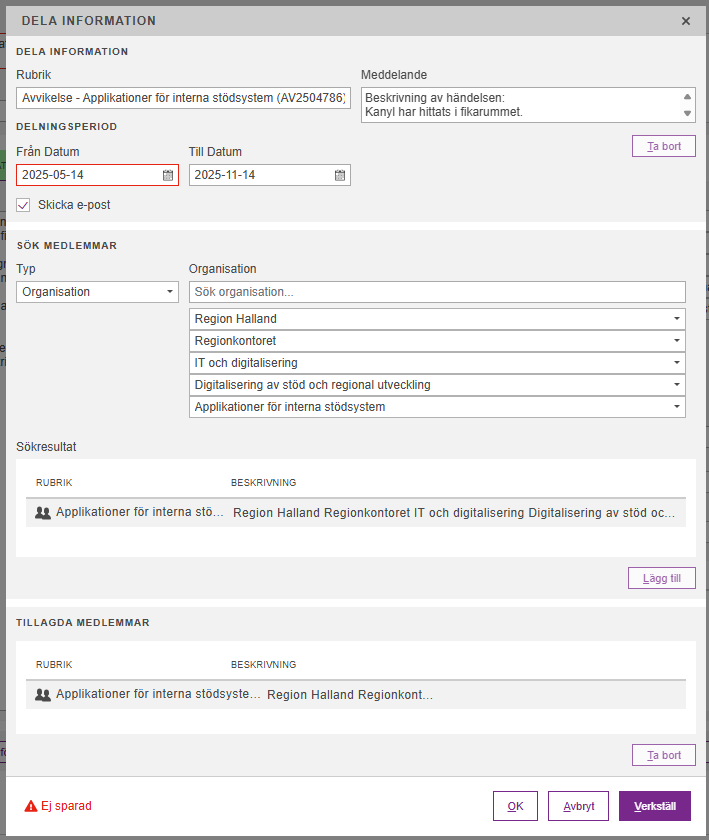 DELA INFORMATION
DELA INFORMATION
Rubrik
Meddelande
Avvikelse - Applikationer för interna stödsystem (AV2504786)
Beskrivning av händelsen:
Kanyl har hittats i fikarummet.
DELNINGSPERIOD
Ta bort
Från Datum
Till Datum
2025-05-14
2025-11-14
Skicka e-post
SÖK MEDLEMMAR
Typ
Organisation
Organisation
Sök organisation...
Region Halland
Regionkontoret
IT och digitalisering
Digitalisering av stöd och regional utveckling
Applikationer för interna stödsystem
Sökresultat
RUBRIK
BESKRIVNING
Applikationer för interna stö...
Region Halland Regionkontoret IT och digitalisering Digitalisering av stöd oc...
Lägg till
TILLAGDA MEDLEMMAR
RUBRIK
BESKRIVNING
Applikationer för interna stödsyste...
Region Halland Regionkont...
Ta bort
Ej sparad
OK
Avbryt
Verkställ